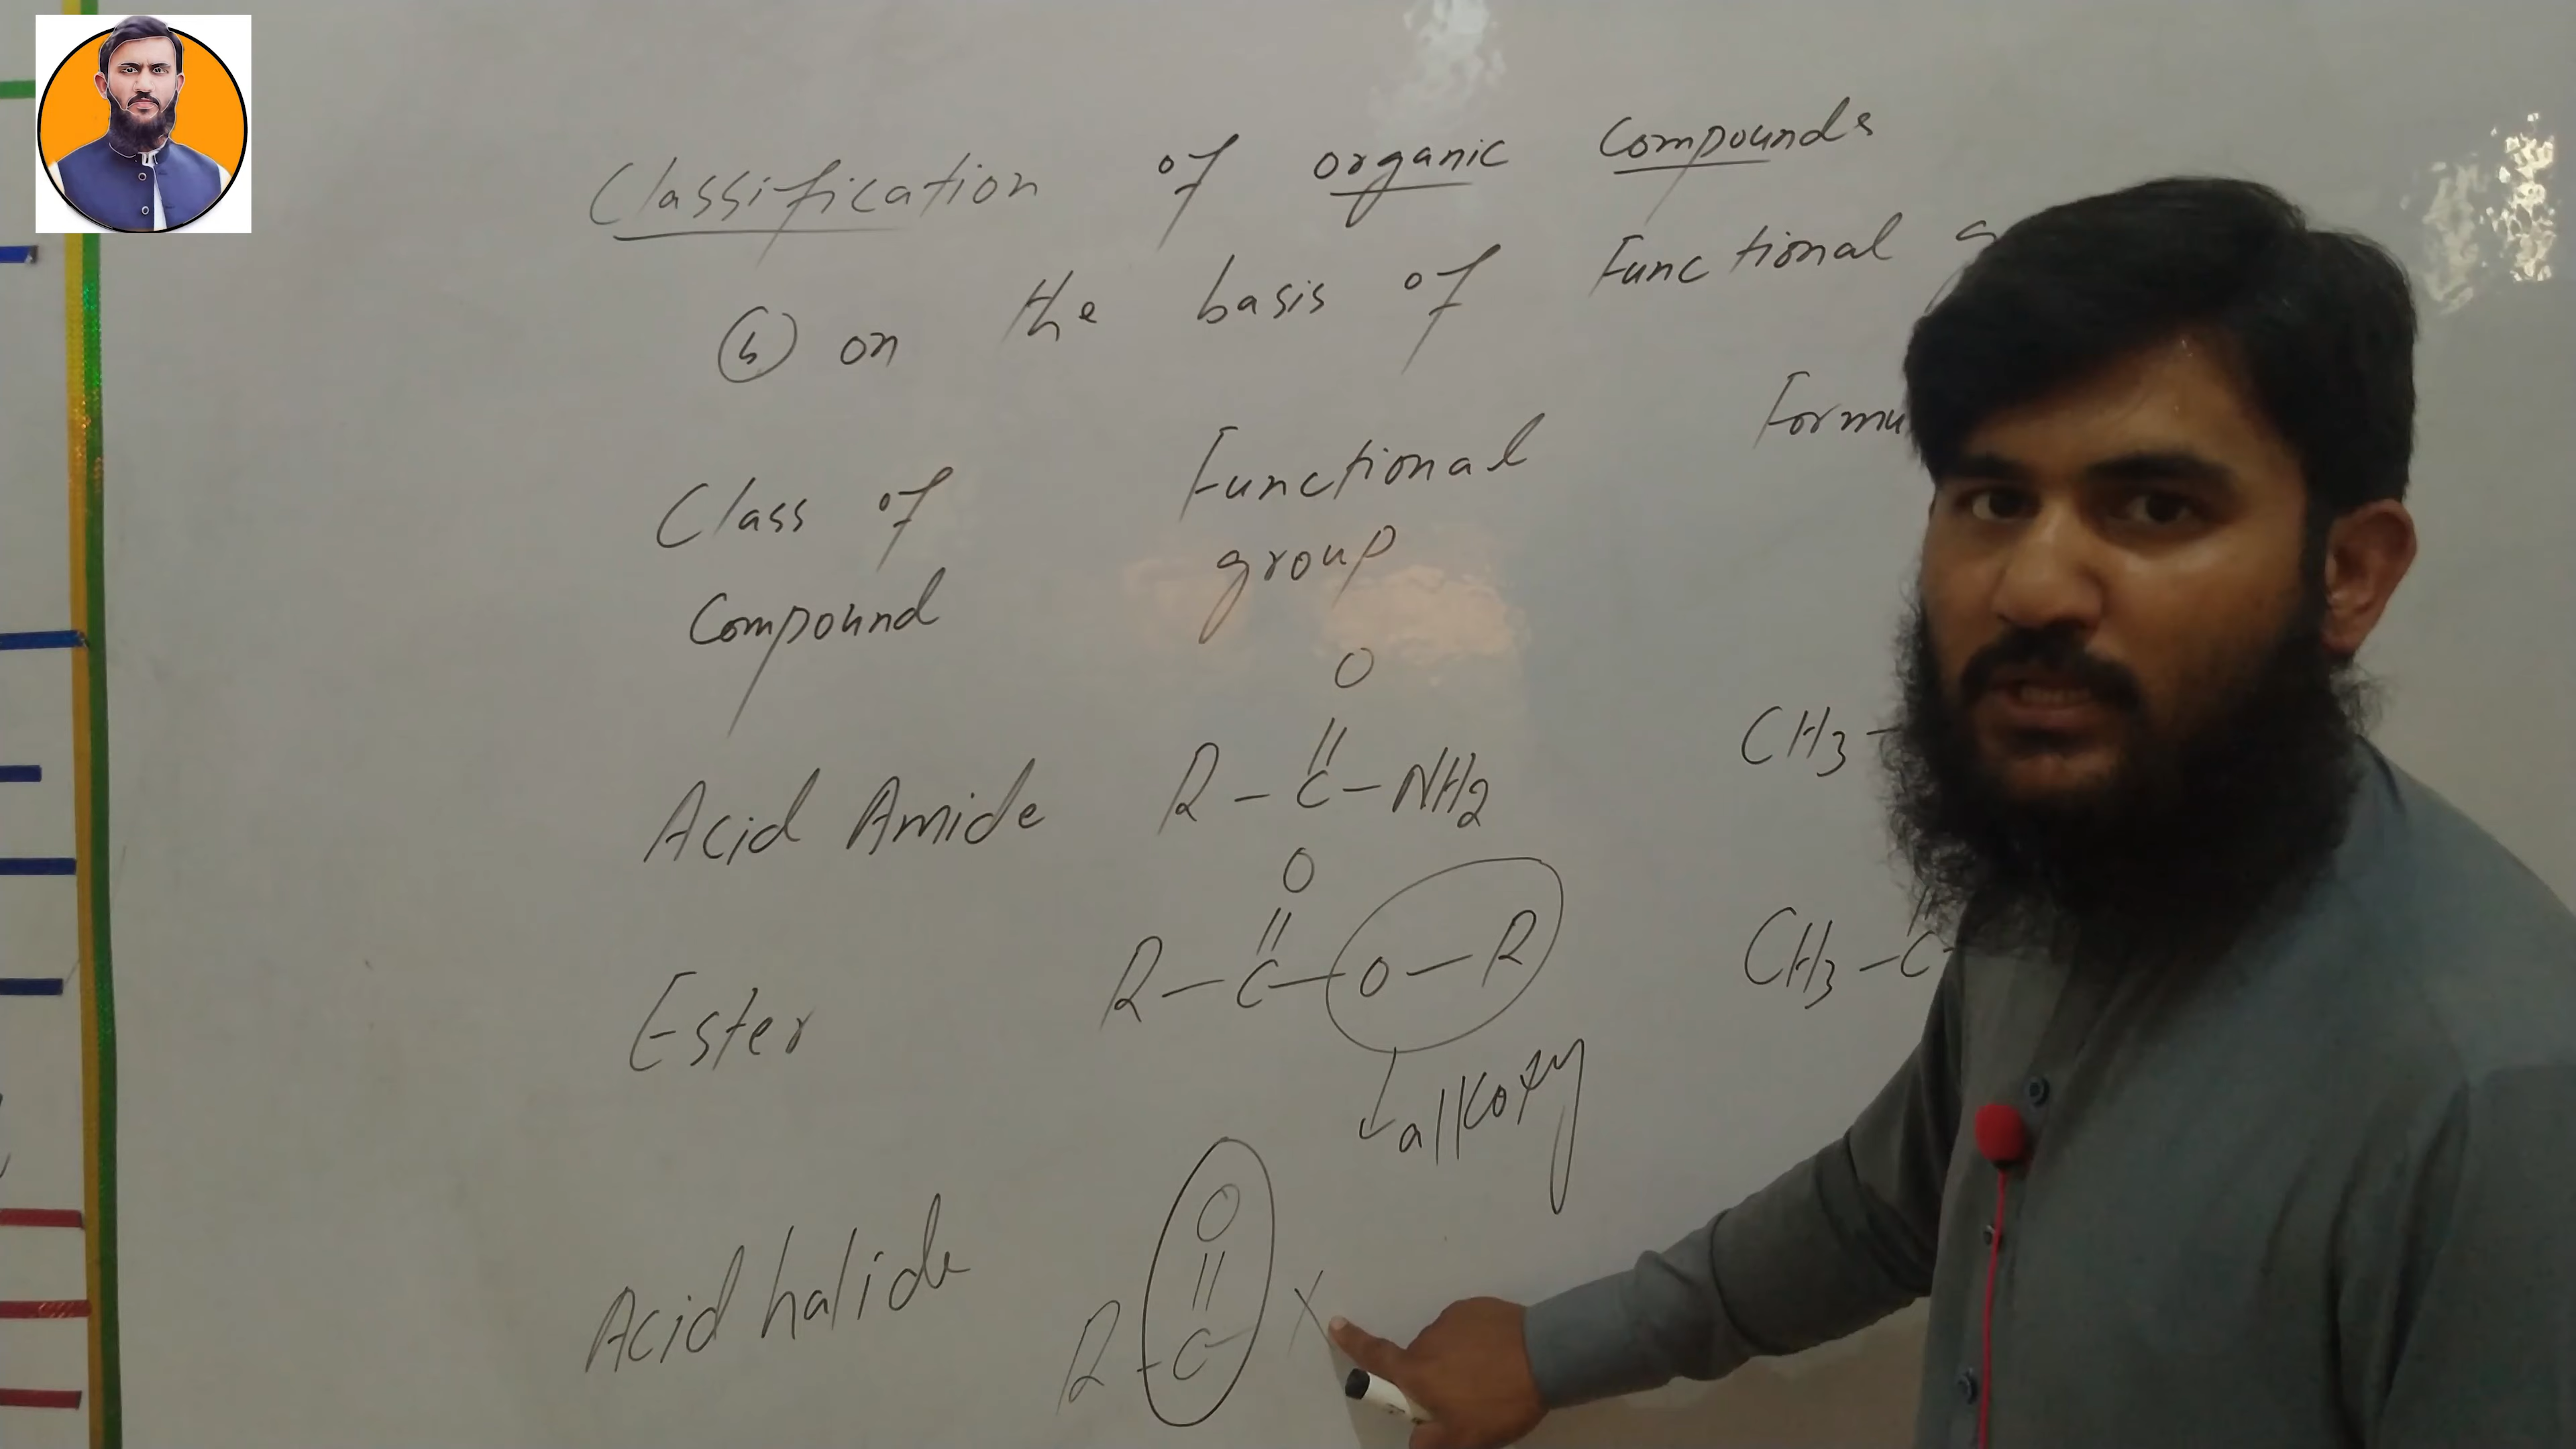 Classification of organic Compounds
(b) on the basis of Functional g
Class of Functional Formu
Compound group
O
||
Acid Amide R-C-NH2 CH3-
O
||
Ester R-C-O-R CH3-C-
↓ alkoxy
O
||
Acid halide R-C- X